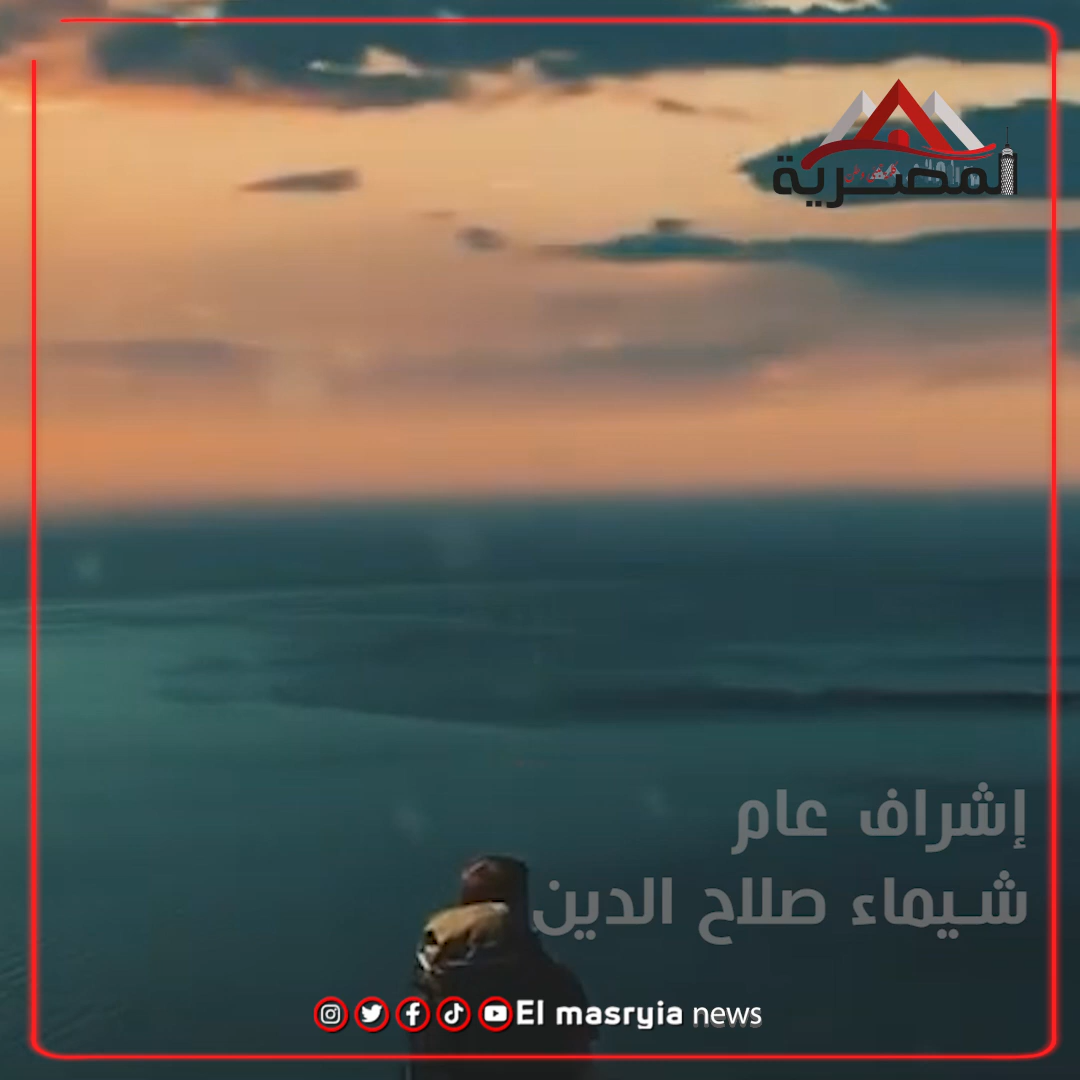 المصرية
إشراف عام
شيماء صلاح الدين
El masryia news